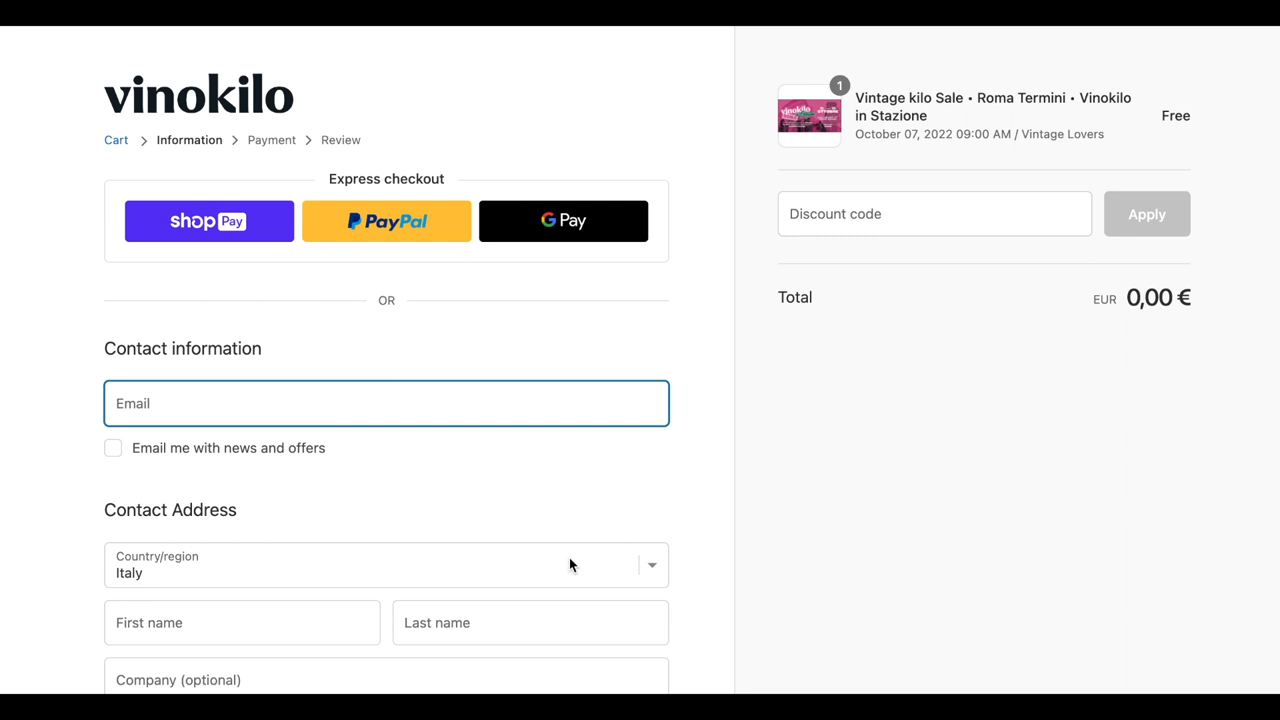 vinokilo
Cart > Information > Payment > Review
Express checkout
shop Pay
PayPal
G Pay
OR
Contact information
Email
Email me with news and offers
Contact Address
Country/region
Italy
First name
Last name
Company (optional)
1
Vintage kilo Sale • Roma Termini • Vinokilo
in Stazione
October 07, 2022 09:00 AM / Vintage Lovers
Free
Discount code
Apply
Total
EUR 0,00 €